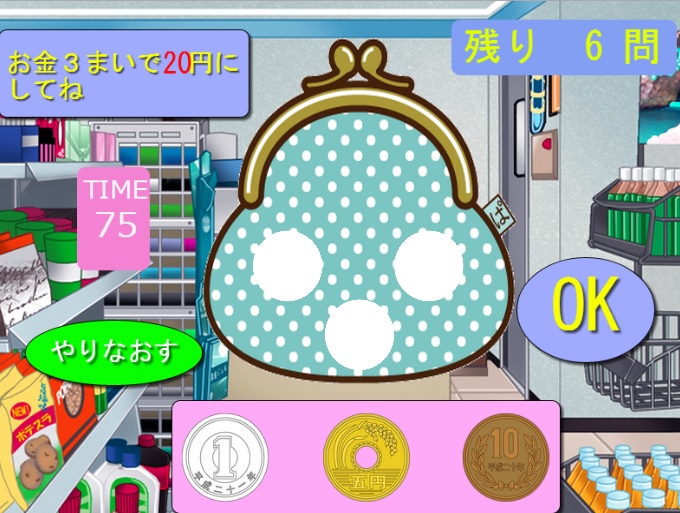 お金３まいで20円に
してね
残り　６問
TIME
75
ぱ
OK
やりなおす
NEW!
ポテスラ
1
平成二十一年
五円
10
平成二十年